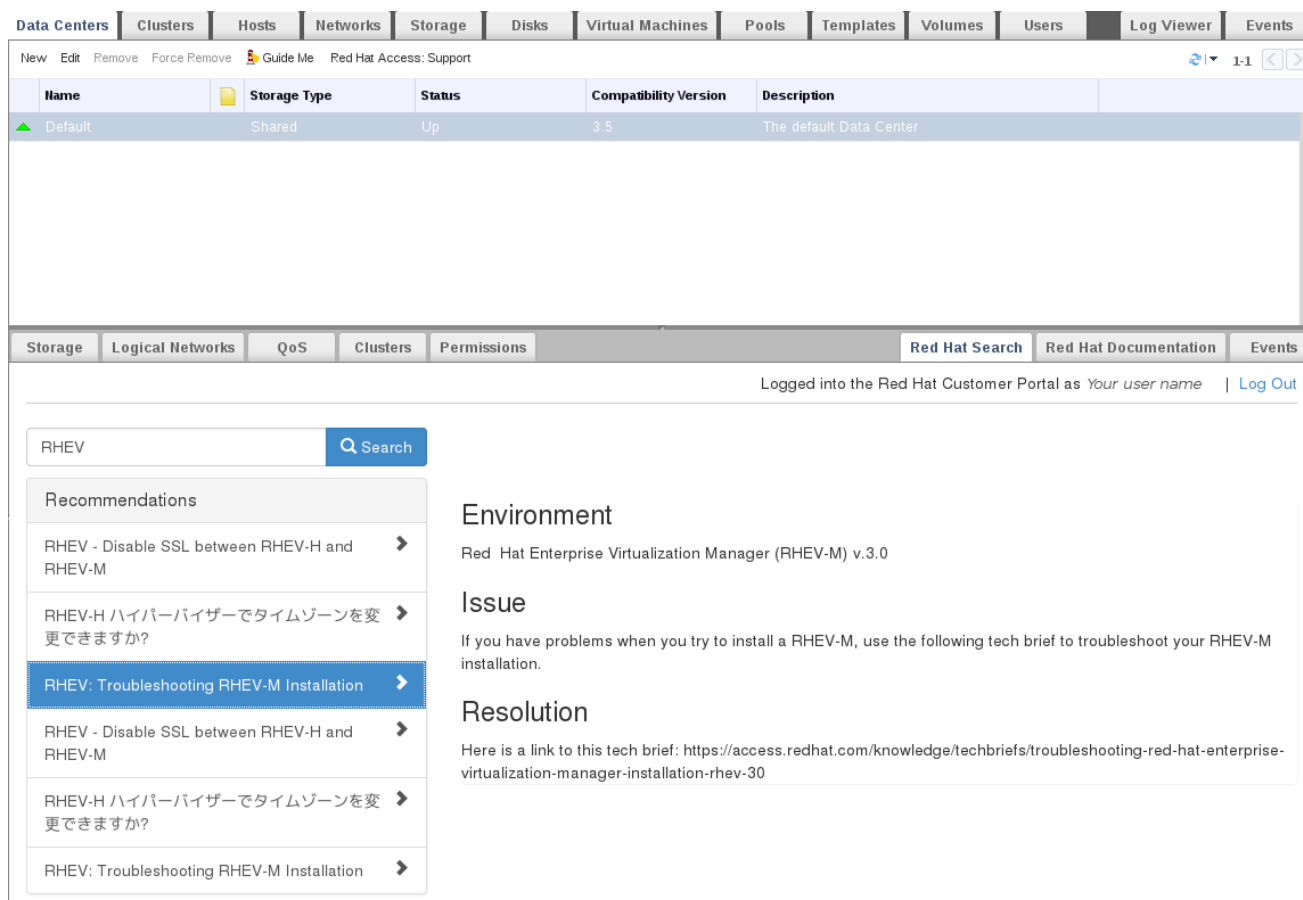 Data Centers Clusters Hosts Networks Storage Disks Virtual Machines Pools Templates Volumes Users Log Viewer Events
New Edit Remove Force Remove Guide Me Red Hat Access: Support 1-1
Name Storage Type Status Compatibility Version Description
Default Shared Up 3.5 The default Data Center
Storage Logical Networks QoS Clusters Permissions Red Hat Search Red Hat Documentation Events
Logged into the Red Hat Customer Portal as Your user name | Log Out
RHEV Search
Recommendations
RHEV - Disable SSL between RHEV-H and
RHEV-M
RHEV-H ハイパーバイザーでタイムゾーンを変
更できますか?
RHEV: Troubleshooting RHEV-M Installation
RHEV - Disable SSL between RHEV-H and
RHEV-M
RHEV-H ハイパーバイザーでタイムゾーンを変
更できますか?
RHEV: Troubleshooting RHEV-M Installation
Environment
Red Hat Enterprise Virtualization Manager (RHEV-M) v.3.0
Issue
If you have problems when you try to install a RHEV-M, use the following tech brief to troubleshoot your RHEV-M
installation.
Resolution
Here is a link to this tech brief: https://access.redhat.com/knowledge/techbriefs/troubleshooting-red-hat-enterprise-
virtualization-manager-installation-rhev-30